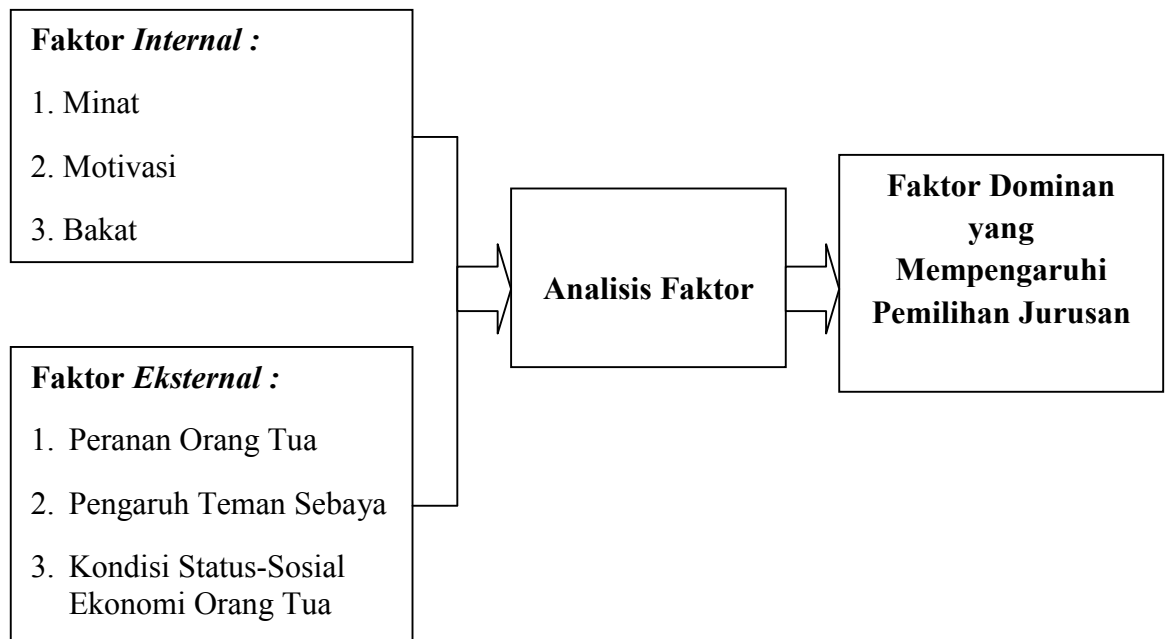 Faktor Internal :
1. Minat
2. Motivasi
3. Bakat
Faktor Eksternal :
1. Peranan Orang Tua
2. Pengaruh Teman Sebaya
3. Kondisi Status-Sosial
Ekonomi Orang Tua
Analisis Faktor
Faktor Dominan
yang
Mempengaruhi
Pemilihan Jurusan